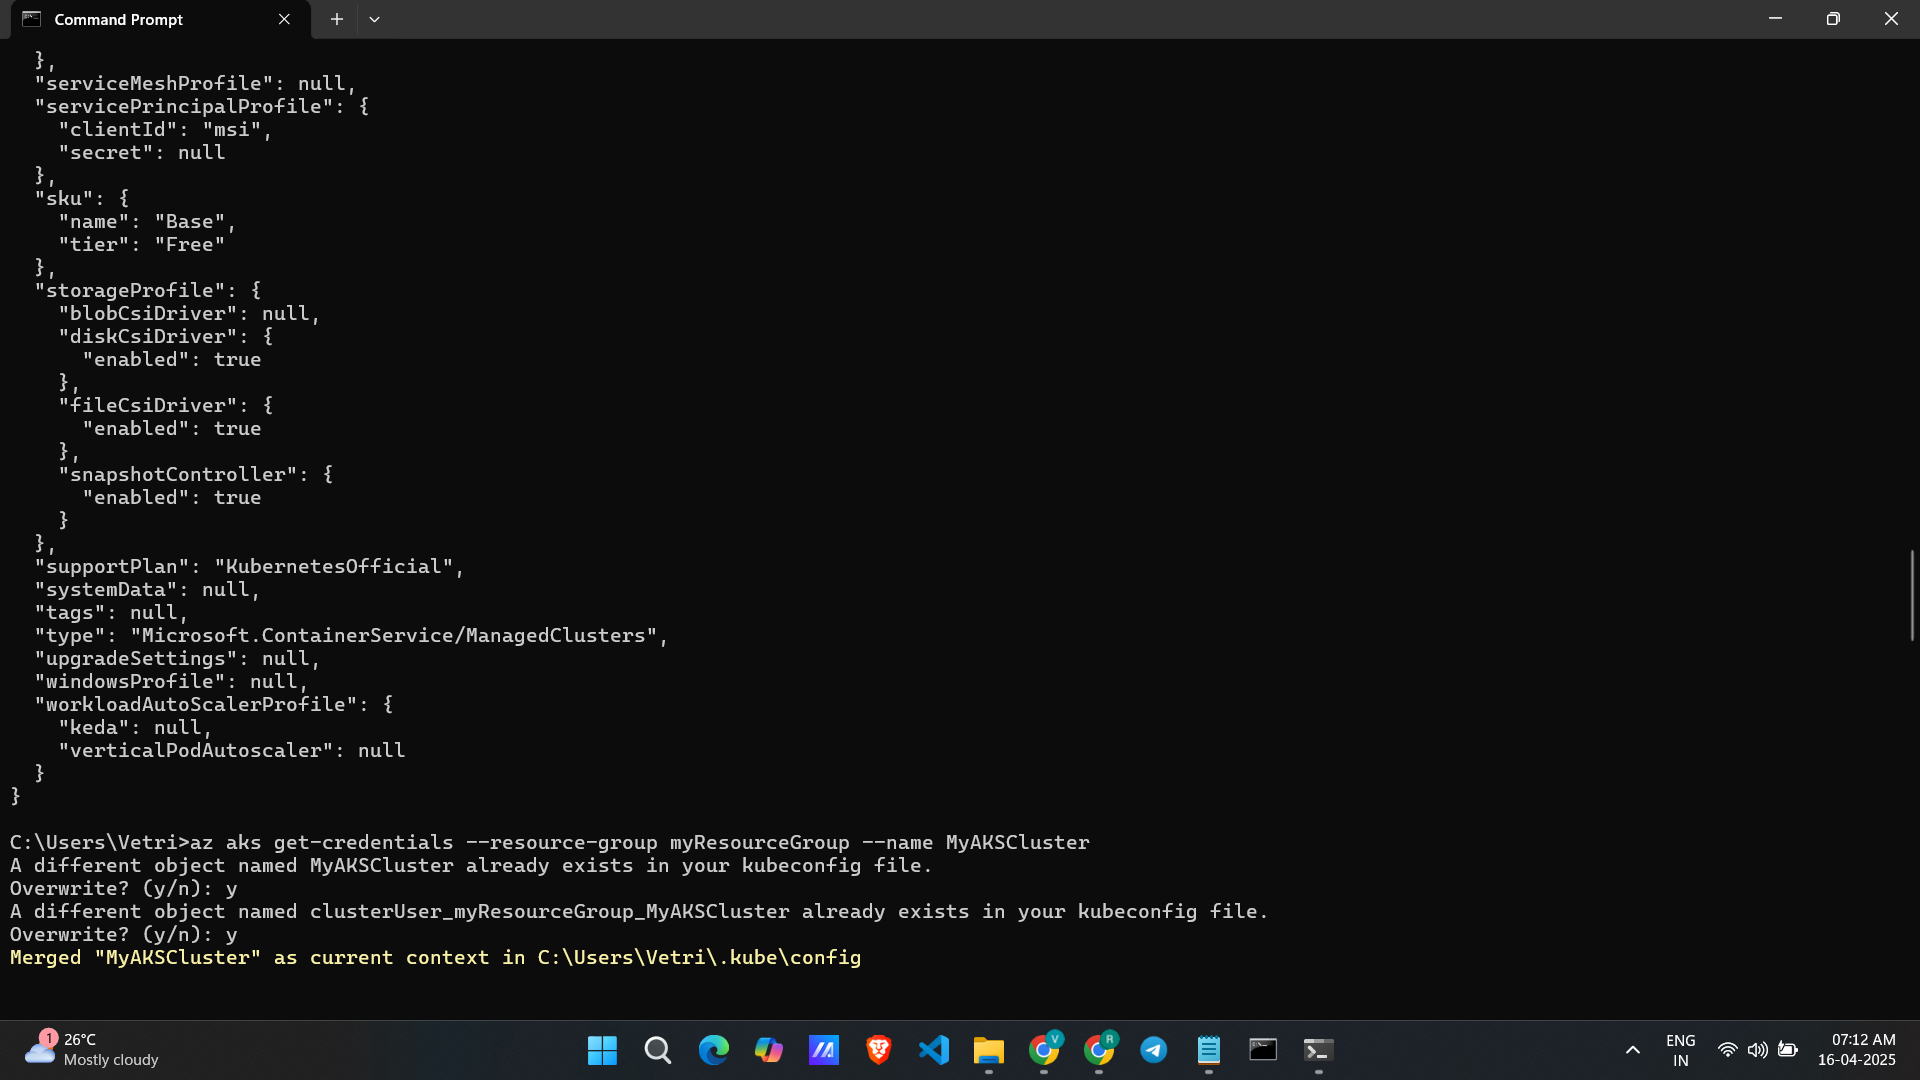 Command Prompt
  },
  "serviceMeshProfile": null,
  "servicePrincipalProfile": {
    "clientId": "msi",
    "secret": null
  },
  "sku": {
    "name": "Base",
    "tier": "Free"
  },
  "storageProfile": {
    "blobCsiDriver": null,
    "diskCsiDriver": {
      "enabled": true
    },
    "fileCsiDriver": {
      "enabled": true
    },
    "snapshotController": {
      "enabled": true
    }
  },
  "supportPlan": "KubernetesOfficial",
  "systemData": null,
  "tags": null,
  "type": "Microsoft.ContainerService/ManagedClusters",
  "upgradeSettings": null,
  "windowsProfile": null,
  "workloadAutoScalerProfile": {
    "keda": null,
    "verticalPodAutoscaler": null
  }
}
C:\Users\Vetri>az aks get-credentials --resource-group myResourceGroup --name MyAKSCluster
A different object named MyAKSCluster already exists in your kubeconfig file.
Overwrite? (y/n): y
A different object named clusterUser_myResourceGroup_MyAKSCluster already exists in your kubeconfig file.
Overwrite? (y/n): y
Merged "MyAKSCluster" as current context in C:\Users\Vetri\.kube\config
1
26°C
Mostly cloudy
V
R
ENG
IN
07:12 AM
16-04-2025